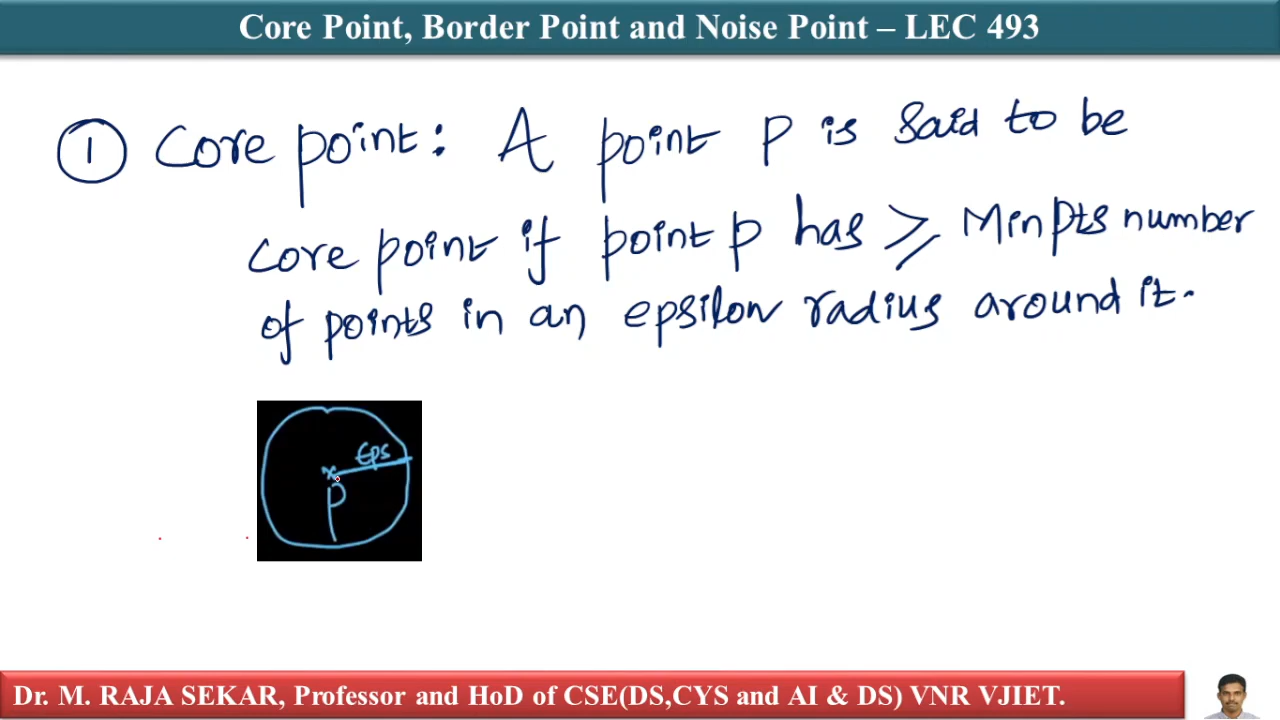 Core Point, Border Point and Noise Point – LEC 493
① Core point: A point P is said to be
core point if point p has ≥ MinPts number
of points in an epsilon radius around it.
Eps
P
Dr. M. RAJA SEKAR, Professor and HoD of CSE(DS,CYS and AI & DS) VNR VJIET.